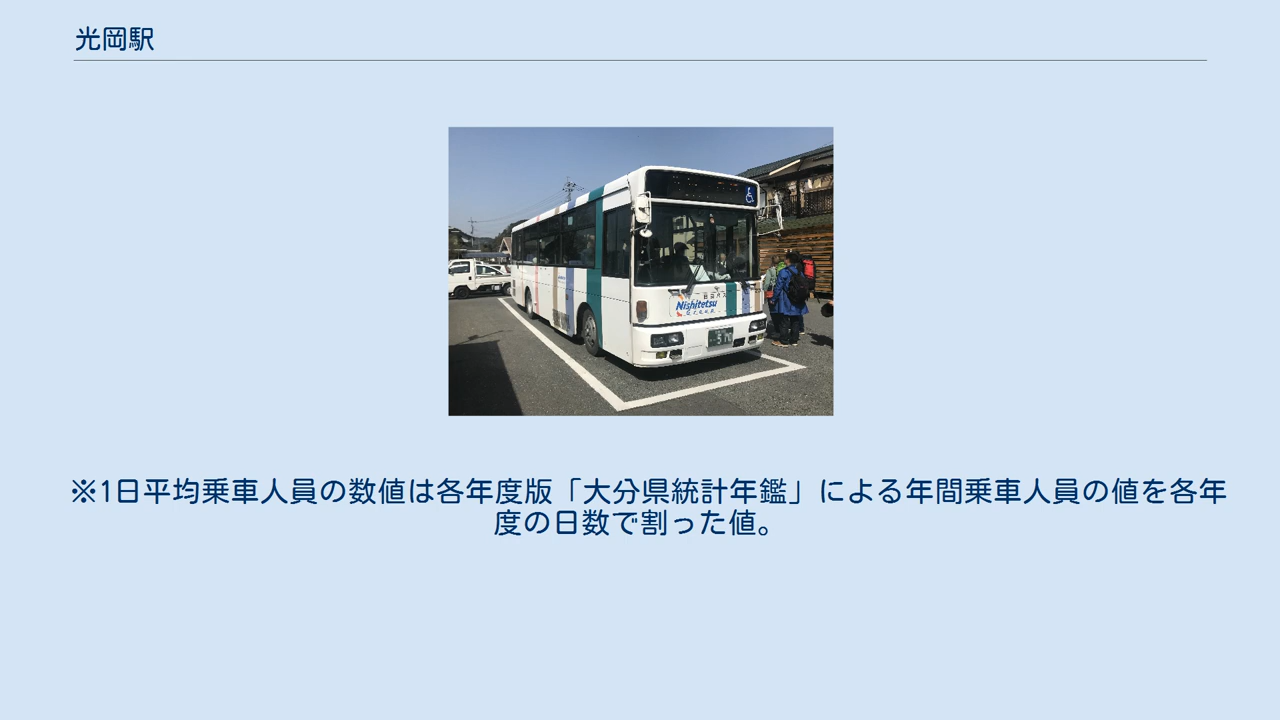 光岡駅
Nishitetsu
※1日平均乗車人員の数値は各年度版「大分県統計年鑑」による年間乗車人員の値を各年
度の日数で割った値。